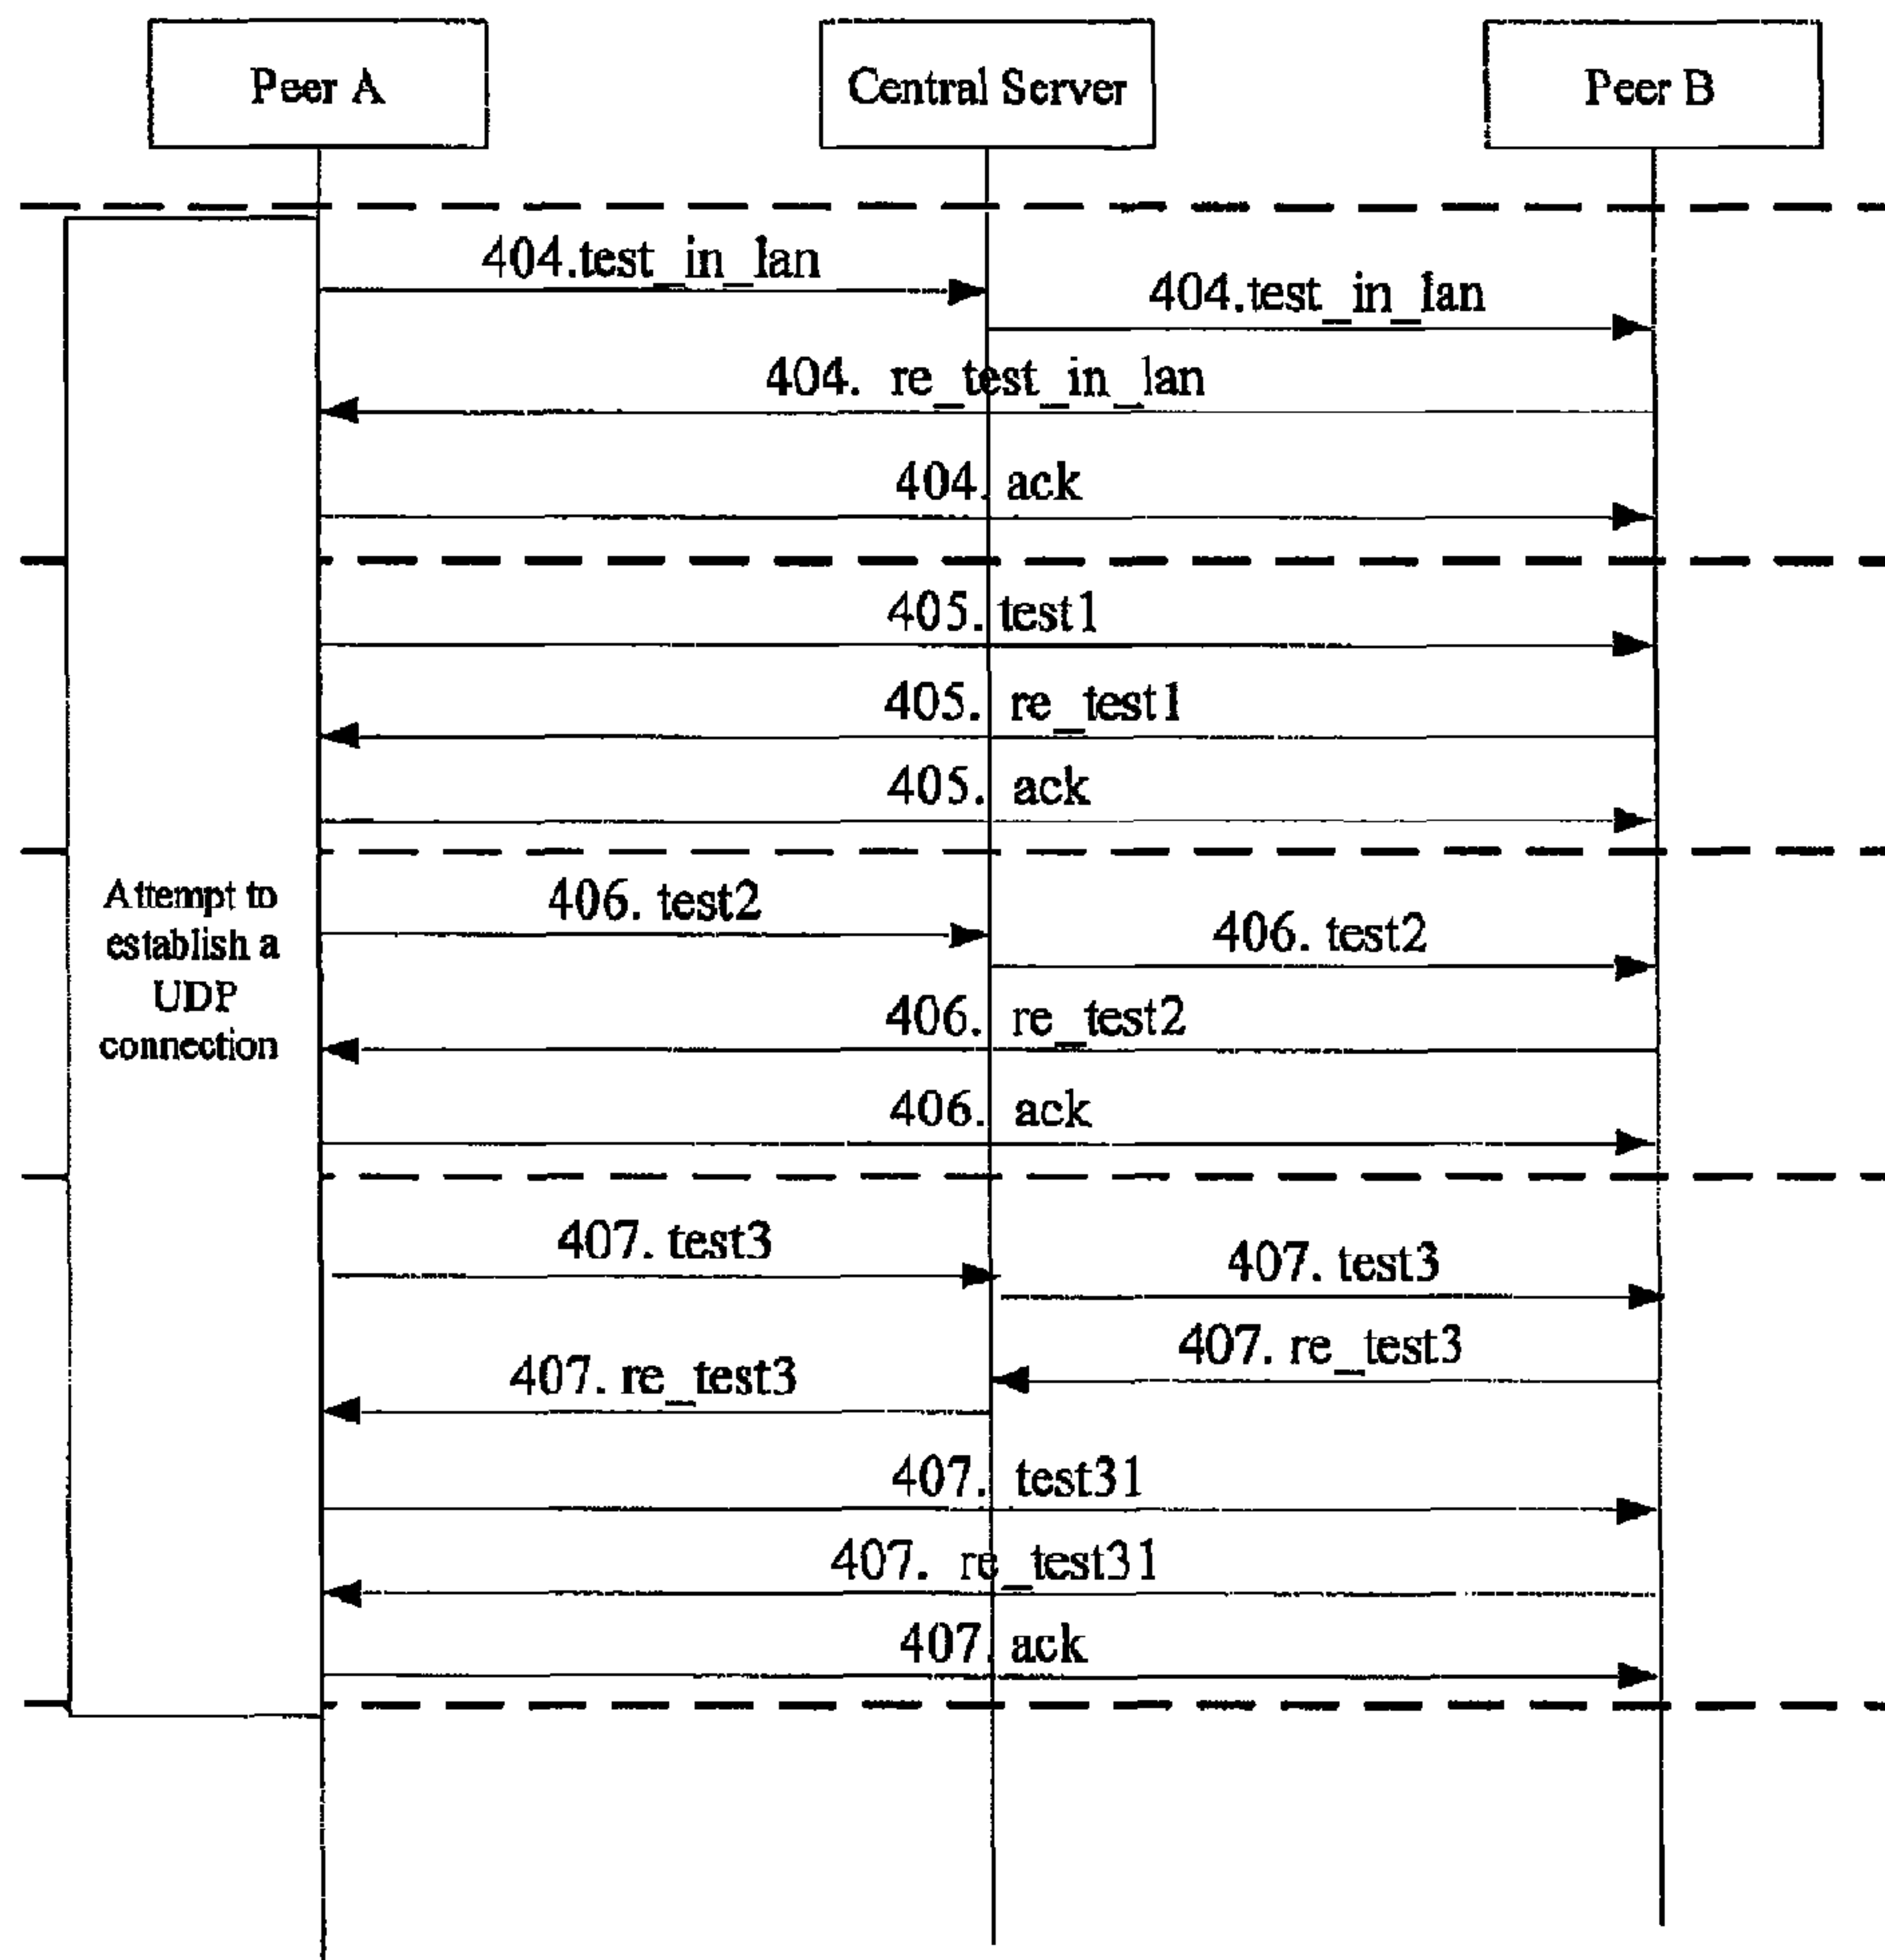 Peer A
Central Server
Peer B
404.test_in_lan
404.test_in_lan
404. re_test_in_lan
404. ack
405. test1
405. re_test1
405. ack
Attempt to
establish a
UDP
connection
406. test2
406. test2
406. re_test2
406. ack
407. test3
407. test3
407. re_test3
407. re_test3
407. test31
407. re_test31
407. ack